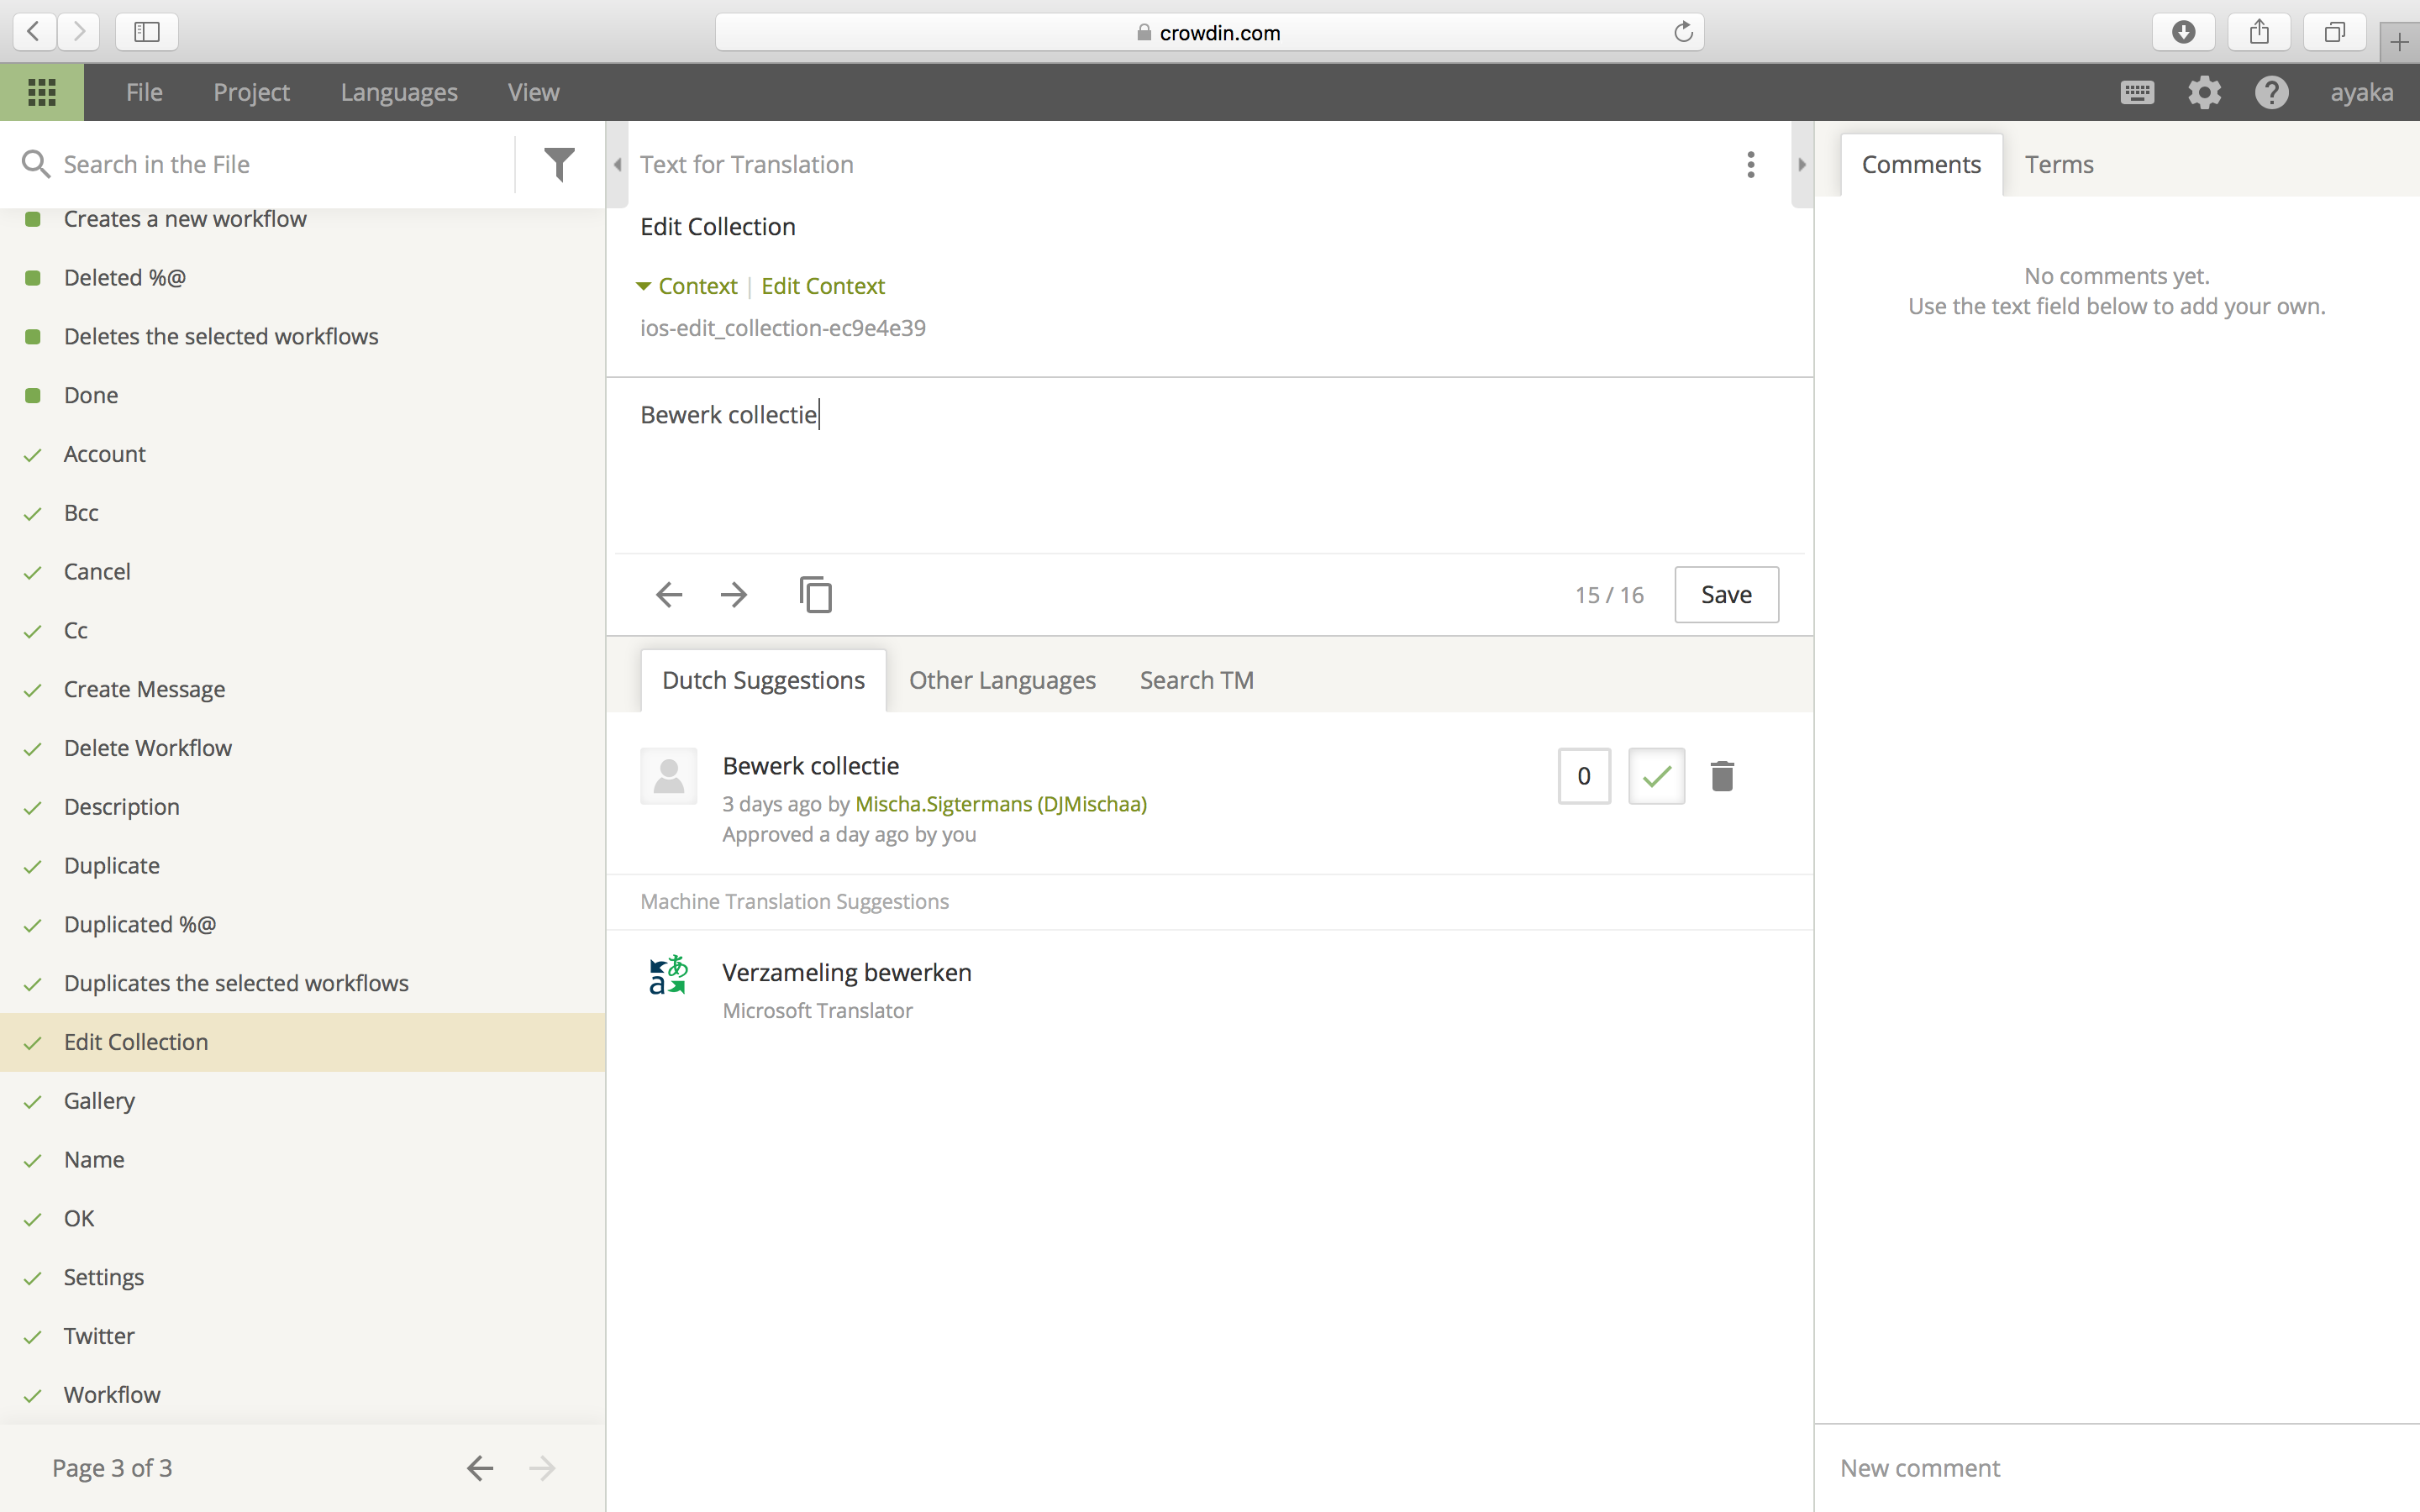 crowdin.com
File Project Languages View ayaka
Search in the File
Creates a new workflow
Deleted %@
Deletes the selected workflows
Done
Account
Bcc
Cancel
Cc
Create Message
Delete Workflow
Description
Duplicate
Duplicated %@
Duplicates the selected workflows
Edit Collection
Gallery
Name
OK
Settings
Twitter
Workflow
Page 3 of 3
Text for Translation
Edit Collection
Context | Edit Context
ios-edit_collection-ec9e4e39
Bewerk collectie
15 / 16 Save
Dutch Suggestions Other Languages Search TM
Bewerk collectie 0
3 days ago by Mischa.Sigtermans (DJMischaa)
Approved a day ago by you
Machine Translation Suggestions
あ
a
Verzameling bewerken
Microsoft Translator
Comments Terms
No comments yet.
Use the text field below to add your own.
New comment